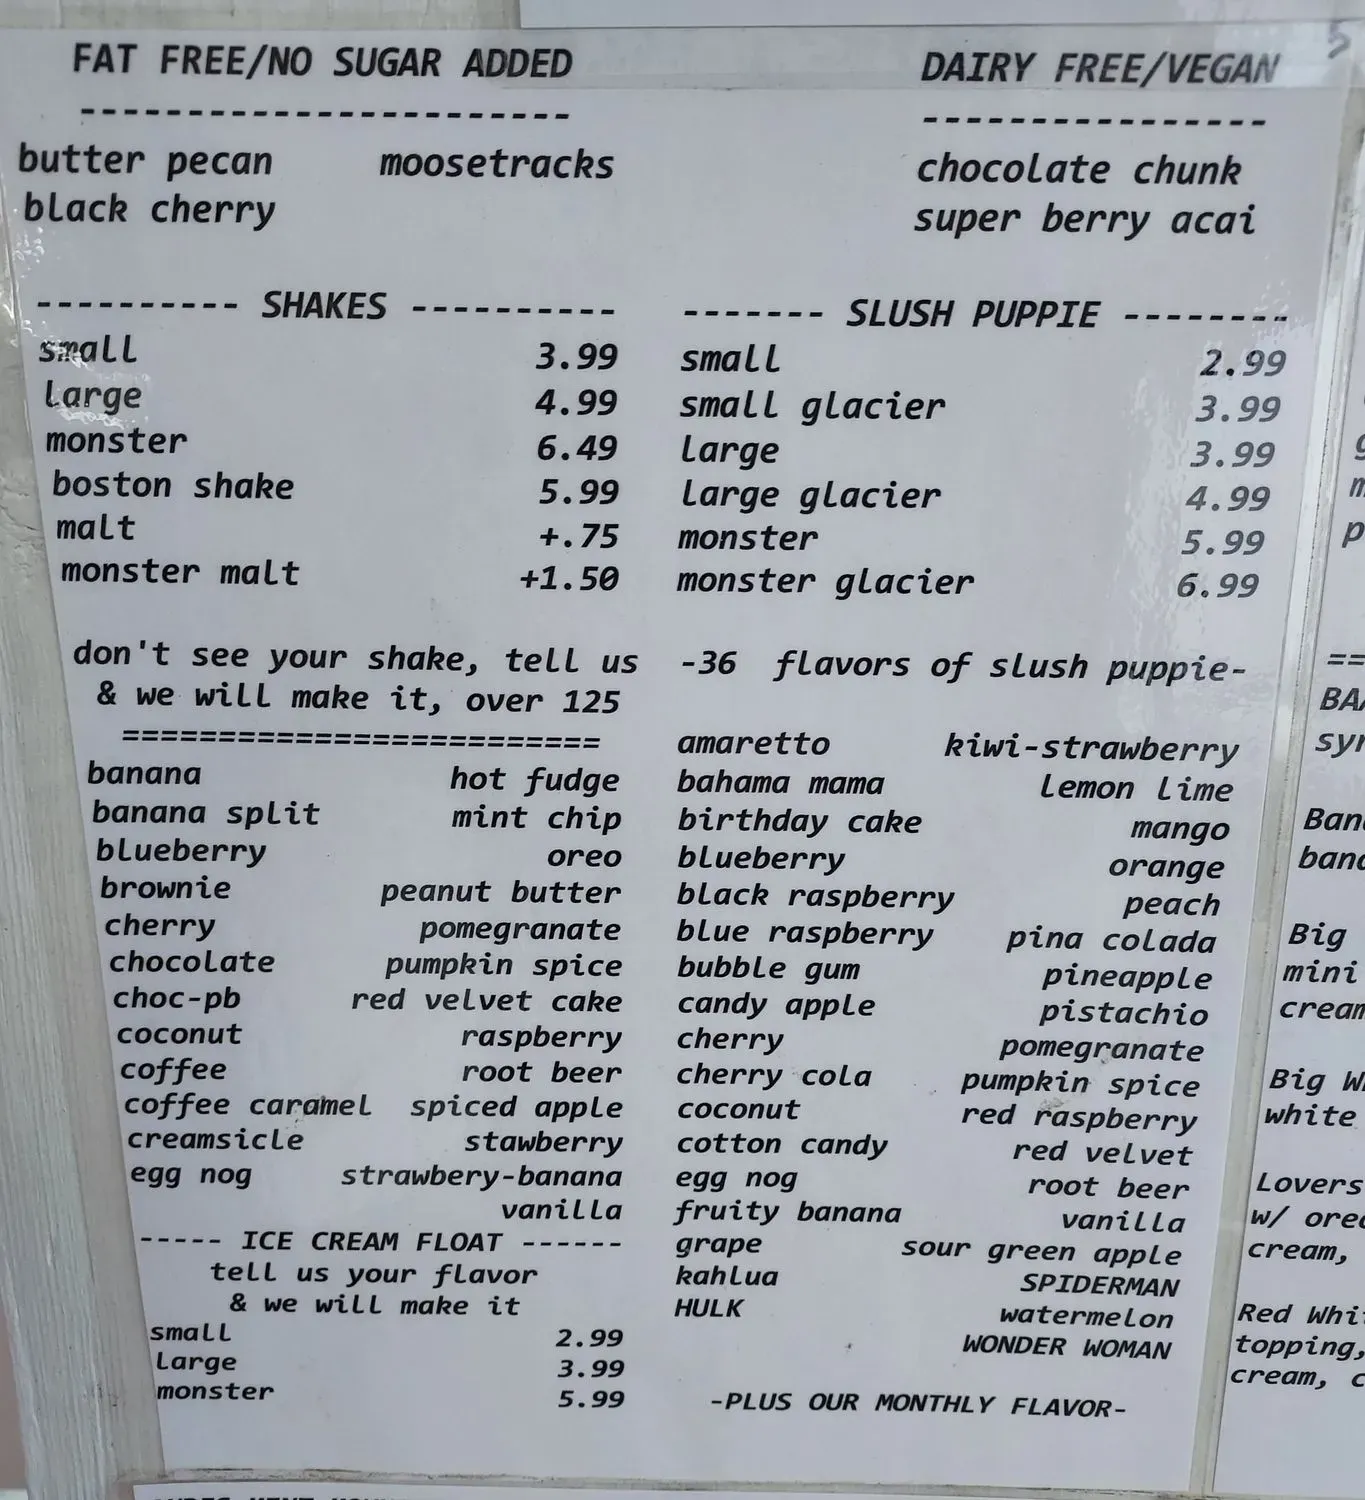 FAT FREE/NO SUGAR ADDED
-----------------------
butter pecan moosetracks
black cherry
DAIRY FREE/VEGAN
----------------
chocolate chunk
super berry acai
---------- SHAKES ----------
small 3.99
large 4.99
monster 6.49
boston shake 5.99
malt +.75
monster malt +1.50
don't see your shake, tell us
& we will make it, over 125
=========================
banana hot fudge
banana split mint chip
blueberry oreo
brownie peanut butter
cherry pomegranate
chocolate pumpkin spice
choc-pb red velvet cake
coconut raspberry
coffee root beer
coffee caramel spiced apple
creamsicle stawberry
egg nog strawbery-banana
vanilla
----- ICE CREAM FLOAT ------
tell us your flavor
& we will make it
small 2.99
large 3.99
monster 5.99
------- SLUSH PUPPIE --------
small 2.99
small glacier 3.99
large 3.99
large glacier 4.99
monster 5.99
monster glacier 6.99
-36 flavors of slush puppie-
amaretto kiwi-strawberry
bahama mama lemon lime
birthday cake mango
blueberry orange
black raspberry peach
blue raspberry pina colada
bubble gum pineapple
candy apple pistachio
cherry pomegranate
cherry cola pumpkin spice
coconut red raspberry
cotton candy red velvet
egg nog root beer
fruity banana vanilla
grape sour green apple
kahlua SPIDERMAN
HULK watermelon
WONDER WOMAN
-PLUS OUR MONTHLY FLAVOR-
Big
mini
Big
white
Lovers
w/
cream,
Red
topping,
cream,